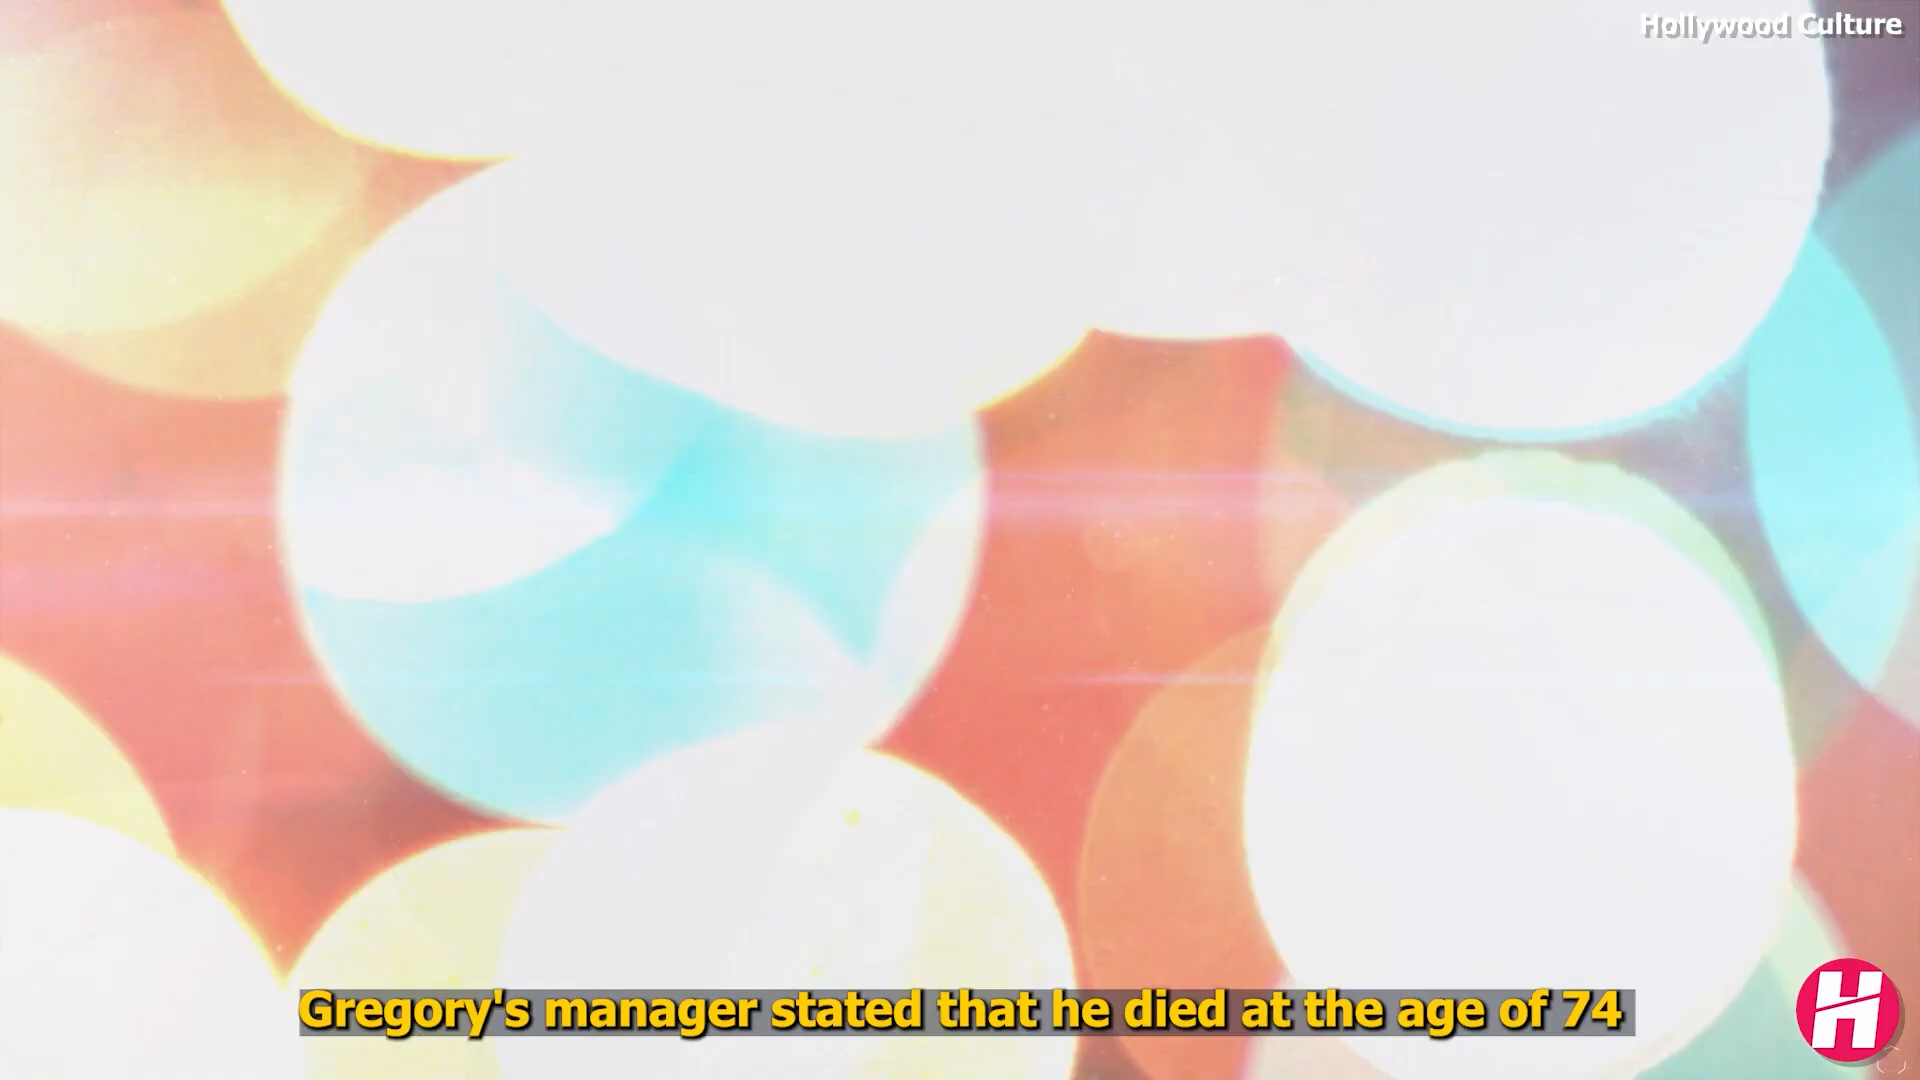 Hollywood Culture
Gregory's manager stated that he died at the age of 74
H